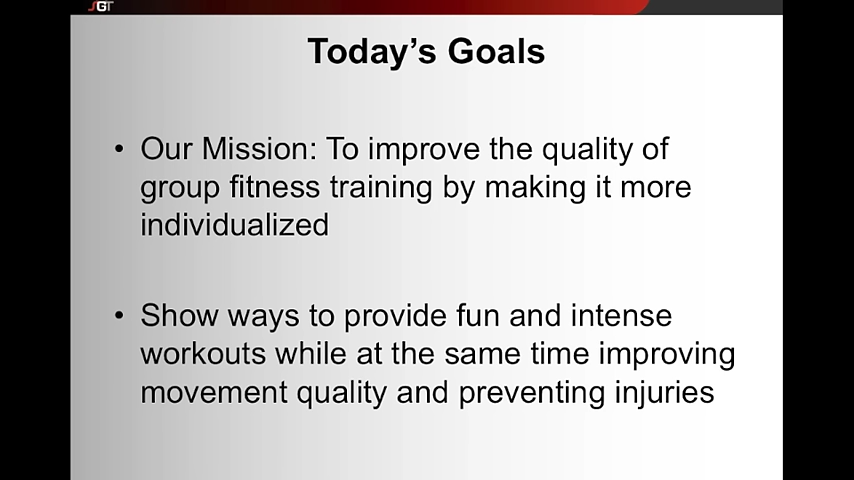 SGT
Today’s Goals
• Our Mission: To improve the quality of
group fitness training by making it more
individualized
• Show ways to provide fun and intense
workouts while at the same time improving
movement quality and preventing injuries